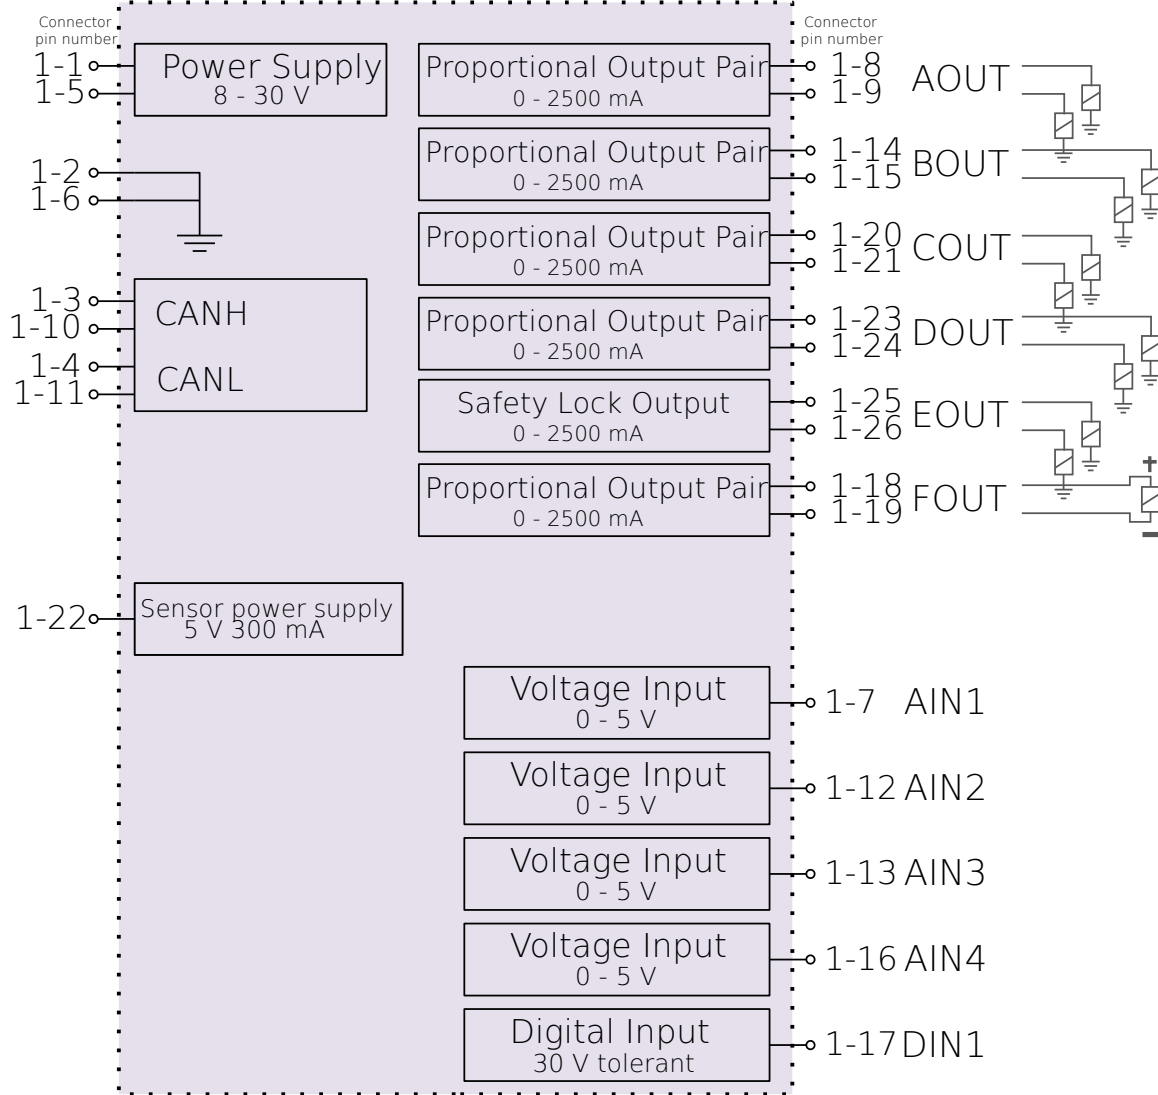 Connector
pin number
1-1
1-5
Power Supply
8 - 30 V
1-2
1-6
1-3
1-10
CANH
1-4
1-11
CANL
1-22
Sensor power supply
5 V 300 mA
Connector
pin number
Proportional Output Pair
0 - 2500 mA
1-8
1-9
AOUT
Proportional Output Pair
0 - 2500 mA
1-14
1-15
BOUT
Proportional Output Pair
0 - 2500 mA
1-20
1-21
COUT
Proportional Output Pair
0 - 2500 mA
1-23
1-24
DOUT
Safety Lock Output
0 - 2500 mA
1-25
1-26
EOUT
Proportional Output Pair
0 - 2500 mA
1-18
1-19
FOUT
+
−
Voltage Input
0 - 5 V
1-7 AIN1
Voltage Input
0 - 5 V
1-12 AIN2
Voltage Input
0 - 5 V
1-13 AIN3
Voltage Input
0 - 5 V
1-16 AIN4
Digital Input
30 V tolerant
1-17 DIN1